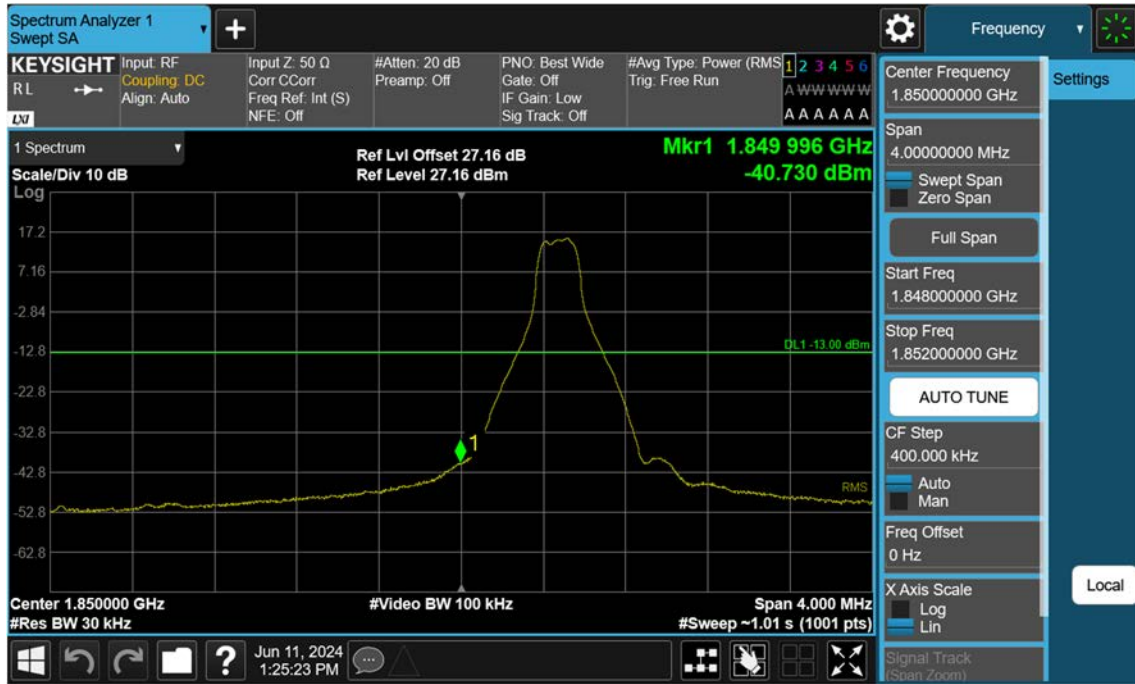 Spectrum Analyzer 1
Swept SA
Frequency
KEYSIGHT
RL
LXI
Input: RF
Coupling: DC
Align: Auto
Input Z: 50 Ω
Corr CCorr
Freq Ref: Int (S)
NFE: Off
#Atten: 20 dB
Preamp: Off
PNO: Best Wide
Gate: Off
IF Gain: Low
Sig Track: Off
#Avg Type: Power (RMS
Trig: Free Run
1 2 3 4 5 6
A W W W W W
A A A A A A
1 Spectrum
Scale/Div 10 dB
Log
Ref Lvl Offset 27.16 dB
Ref Level 27.16 dBm
Mkr1 1.849 996 GHz
-40.730 dBm
17.2
7.16
-2.84
-12.8
-22.8
-32.8
-42.8
-52.8
-62.8
DL1 -13.00 dBm
1
RMS
Center 1.850000 GHz
#Res BW 30 kHz
#Video BW 100 kHz
Span 4.000 MHz
#Sweep ~1.01 s (1001 pts)
Jun 11, 2024
1:25:23 PM
Center Frequency
1.850000000 GHz
Span
4.00000000 MHz
Swept Span
Zero Span
Full Span
Start Freq
1.848000000 GHz
Stop Freq
1.852000000 GHz
AUTO TUNE
CF Step
400.000 kHz
Auto
Man
Freq Offset
0 Hz
X Axis Scale
Log
Lin
Signal Track
(Span Zoom)
Settings
Local